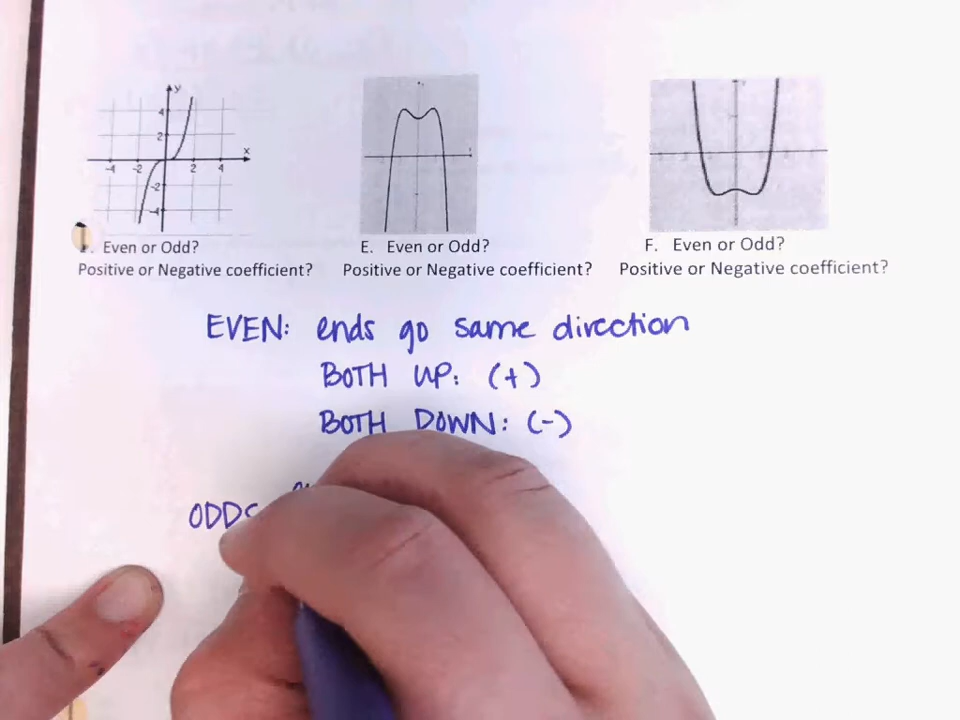 y
4
2
x
-4 -2 2 4
-2
-4
Even or Odd? E. Even or Odd? F. Even or Odd?
Positive or Negative coefficient? Positive or Negative coefficient? Positive or Negative coefficient?
EVEN: ends go same direction
BOTH UP: (+)
BOTH DOWN: (-)
ODDS